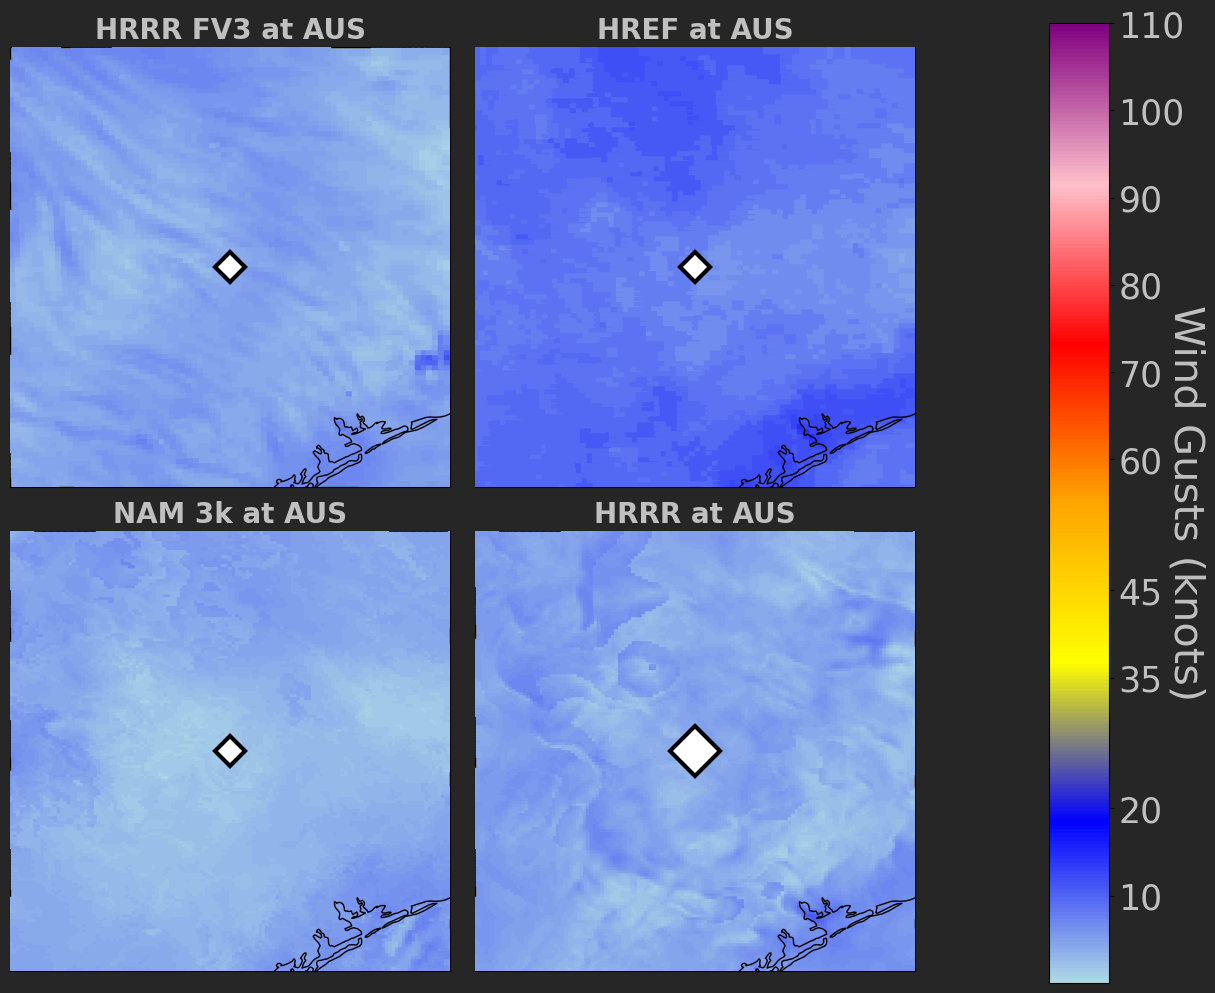 HRRR FV3 at AUS
HREF at AUS
NAM 3k at AUS
HRRR at AUS
110
100
90
80
70
60
45
35
20
10
Wind Gusts (knots)